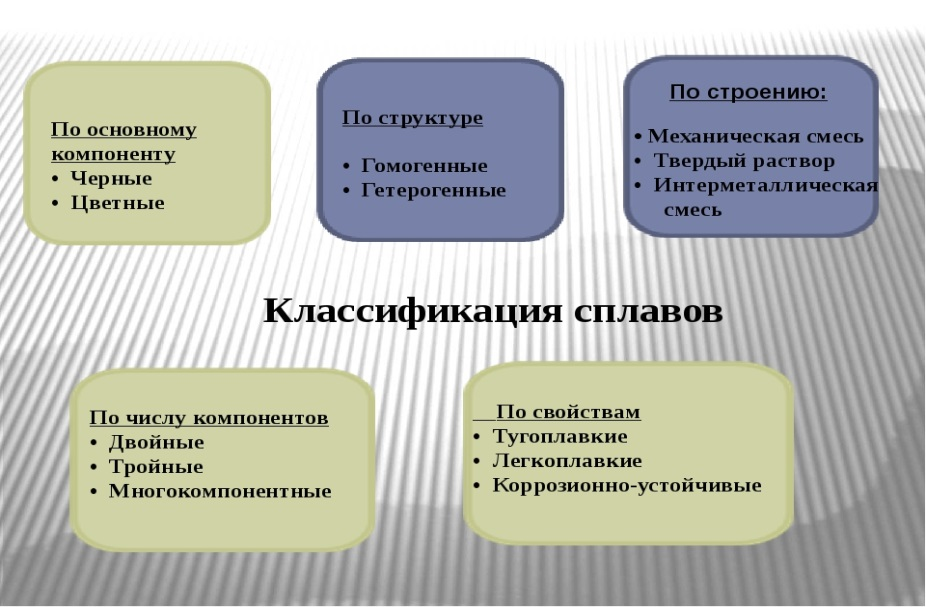 По основному
компоненту
• Черные
• Цветные
По структуре
• Гомогенные
• Гетерогенные
По строению:
• Механическая смесь
• Твердый раствор
• Интерметаллическая
смесь
Классификация сплавов
По числу компонентов
• Двойные
• Тройные
• Многокомпонентные
По свойствам
• Тугоплавкие
• Легкоплавкие
• Коррозионно-устойчивые